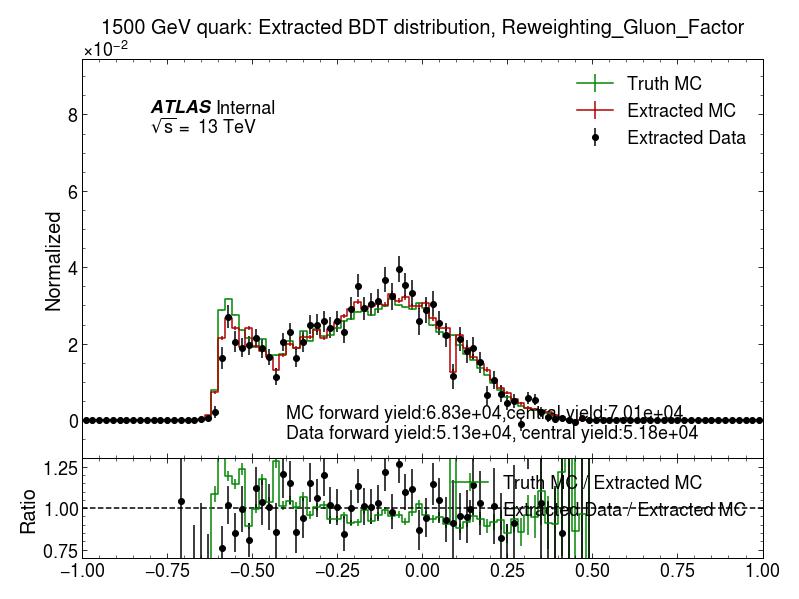 1500 GeV quark: Extracted BDT distribution, Reweighting_Gluon_Factor
×10⁻²
ATLAS Internal
√s = 13 TeV
Truth MC
Extracted MC
Extracted Data
8
6
4
2
0
Normalized
MC forward yield:6.83e+04,central yield:7.01e+04
Data forward yield:5.13e+04, central yield:5.18e+04
1.25
1.00
0.75
Ratio
Truth MC / Extracted MC
Extracted Data / Extracted MC
−1.00 −0.75 −0.50 −0.25 0.00 0.25 0.50 0.75 1.00